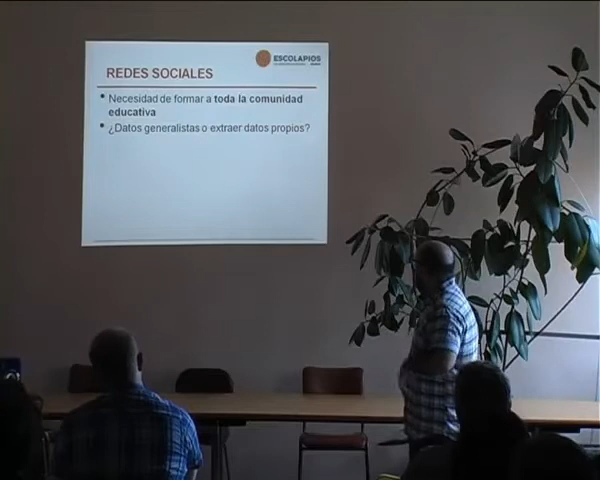 ESCOLAPIOS
REDES SOCIALES
• Necesidad de formar a toda la comunidad
educativa
• ¿Datos generalistas o extraer datos propios?